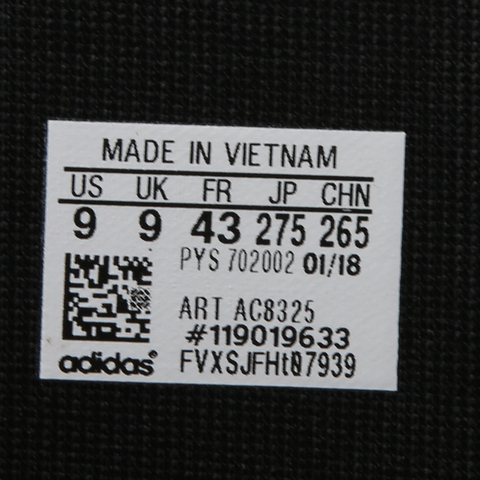 MADE IN VIETNAM
US UK FR JP CHN
9 9 43 275 265
PYS 702002 01/18
ART AC8325
#119019633
adidas® FVXSJFHt07939